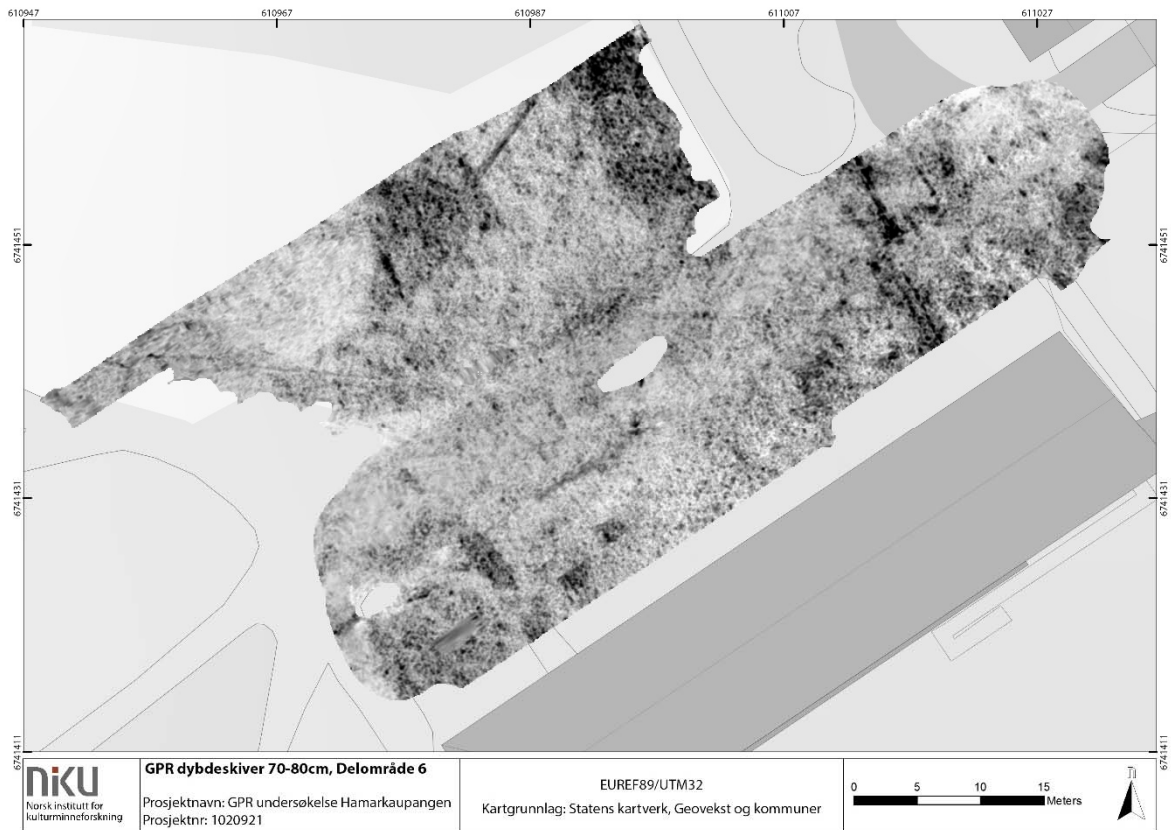 610947 610967 610987 611007 611027
6741451 6741451
6741431 6741431
6741411 6741411
NIKU
Norsk institutt for
kulturminneforskning
GPR dybdeskiver 70-80cm, Delområde 6
Prosjektnavn: GPR undersøkelse Hamarkaupangen
Prosjektnr: 1020921
EUREF89/UTM32
Kartgrunnlag: Statens kartverk, Geovekst og kommuner
0 5 10 15
Meters